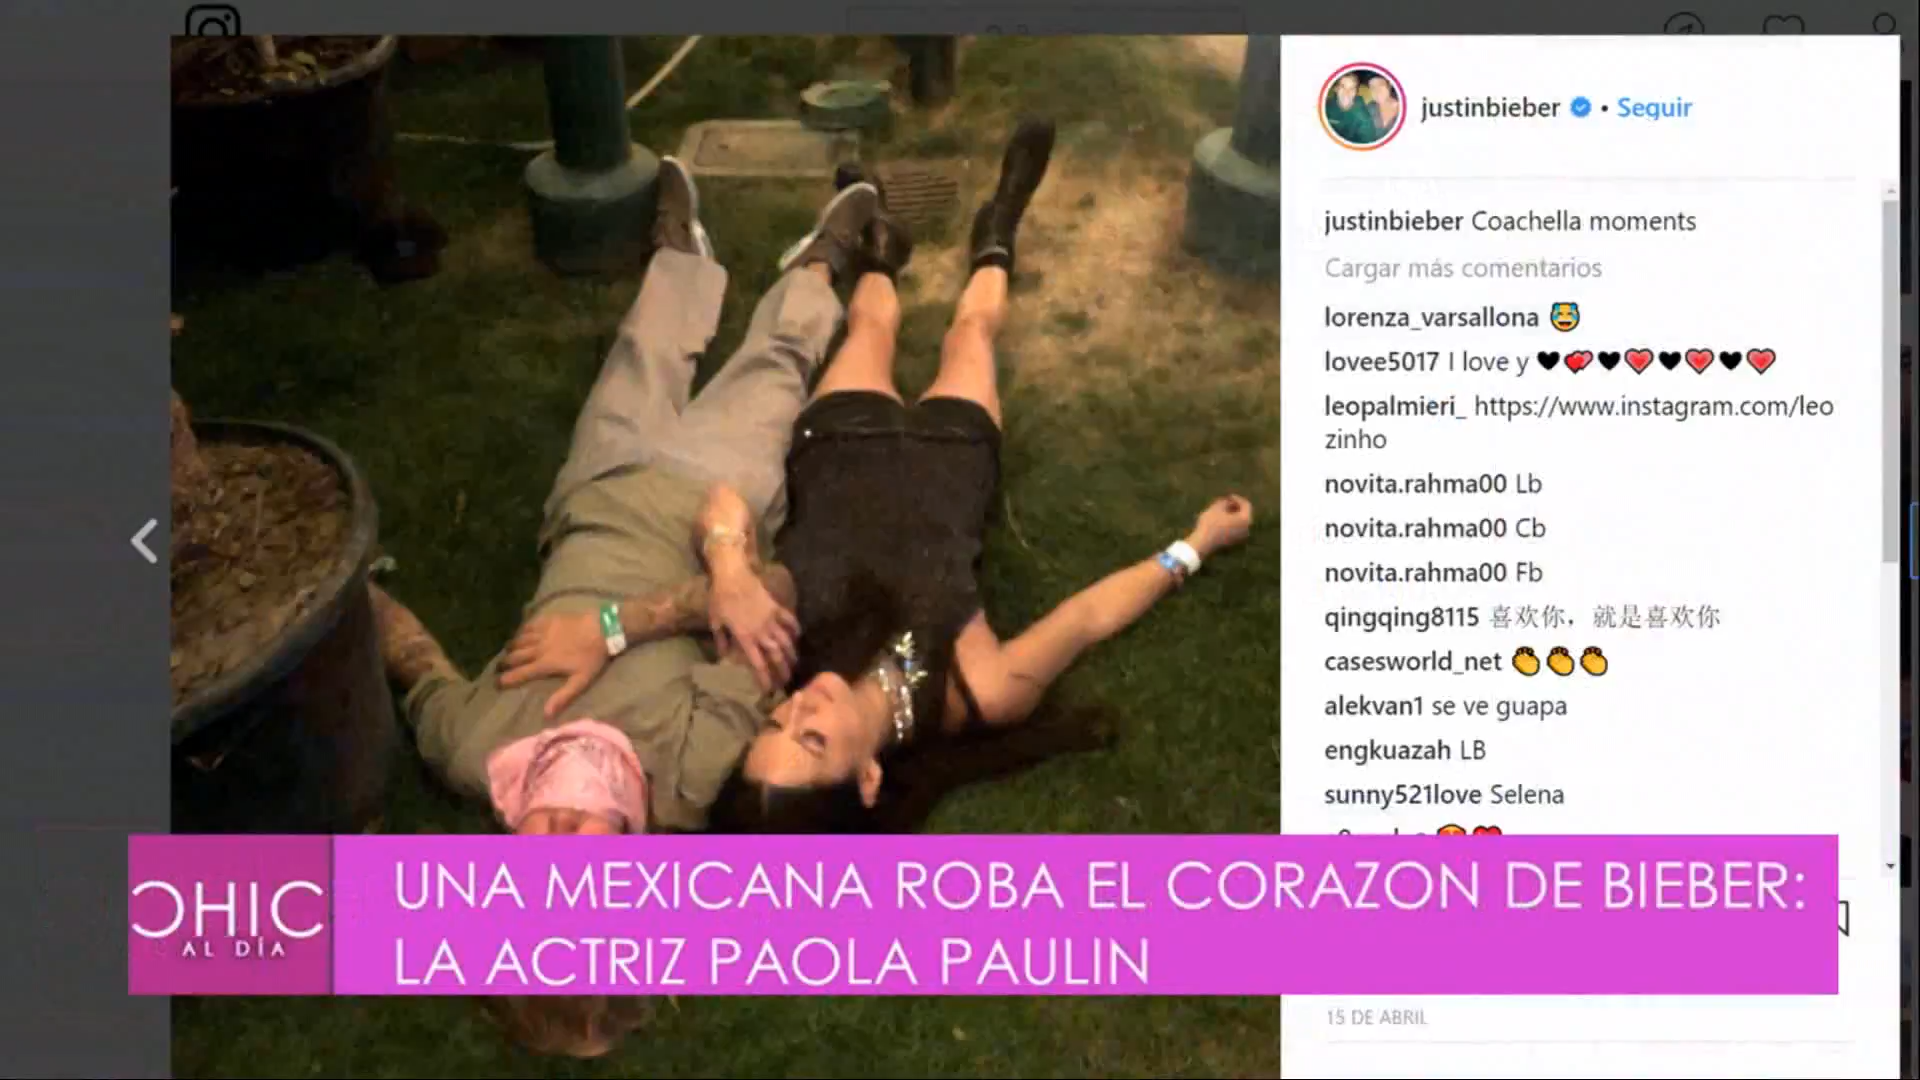 justinbieber • Seguir
justinbieber Coachella moments
Cargar más comentarios
lorenza_varsallona 😂
lovee5017 I love y 🖤💕🖤❤️🖤❤️🖤❤️
leopalmieri_ https://www.instagram.com/leo
zinho
novita.rahma00 Lb
novita.rahma00 Cb
novita.rahma00 Fb
qingqing8115 喜欢你，就是喜欢你
casesworld_net 👏👏👏
alekvan1 se ve guapa
engkuazah LB
sunny521love Selena
CHIC
AL DÍA
UNA MEXICANA ROBA EL CORAZON DE BIEBER:
LA ACTRIZ PAOLA PAULIN
15 DE ABRIL